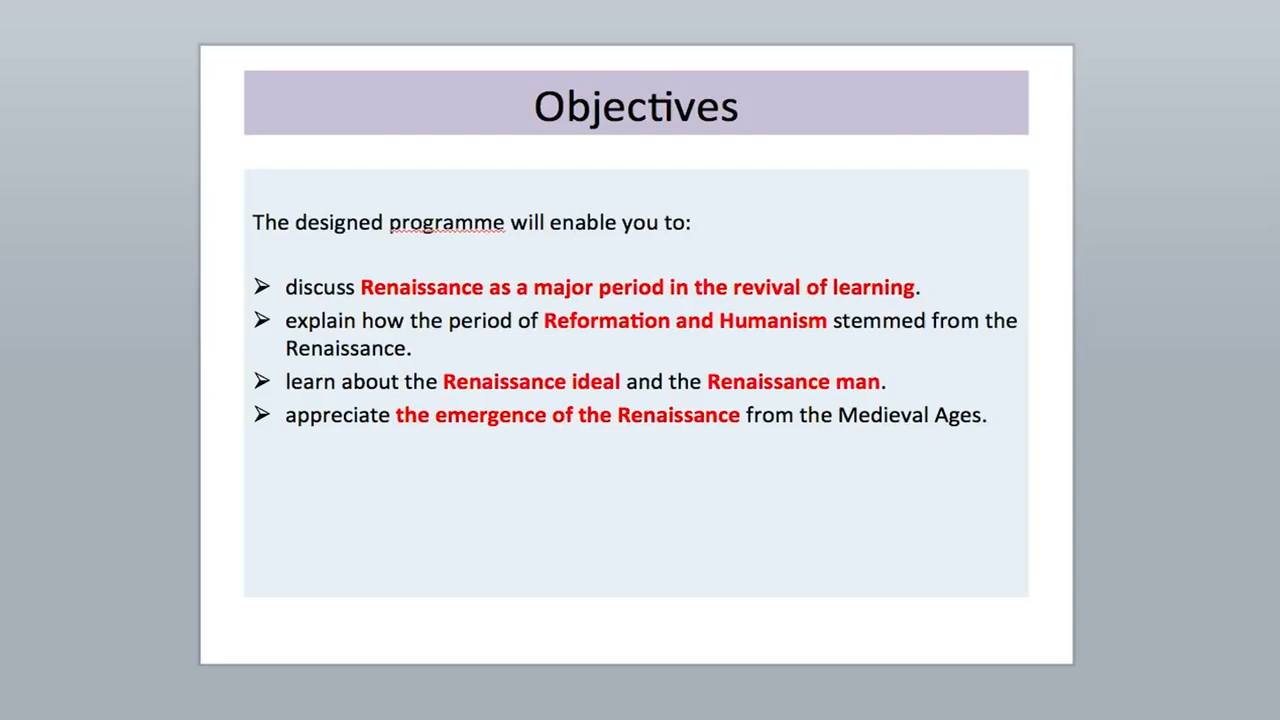 Objectives
The designed programme will enable you to:
➢ discuss Renaissance as a major period in the revival of learning.
➢ explain how the period of Reformation and Humanism stemmed from the
Renaissance.
➢ learn about the Renaissance ideal and the Renaissance man.
➢ appreciate the emergence of the Renaissance from the Medieval Ages.